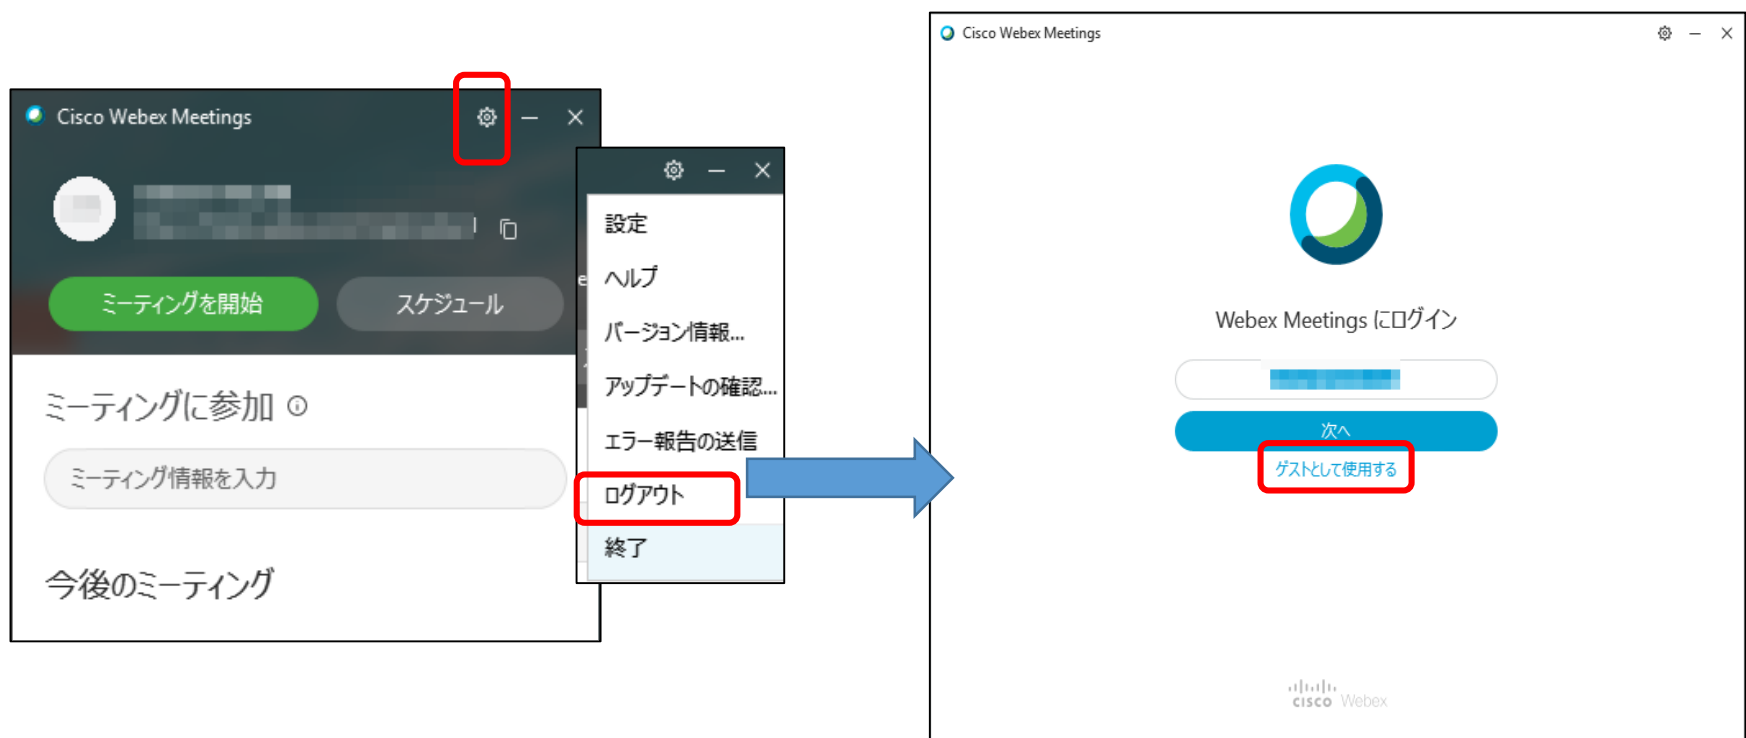 Cisco Webex Meetings
ミーティングを開始
スケジュール
ミーティングに参加
ミーティング情報を入力
今後のミーティング
設定
ヘルプ
バージョン情報...
アップデートの確認...
エラー報告の送信
ログアウト
終了
Cisco Webex Meetings
Webex Meetings にログイン
次へ
ゲストとして使用する
cisco Webex